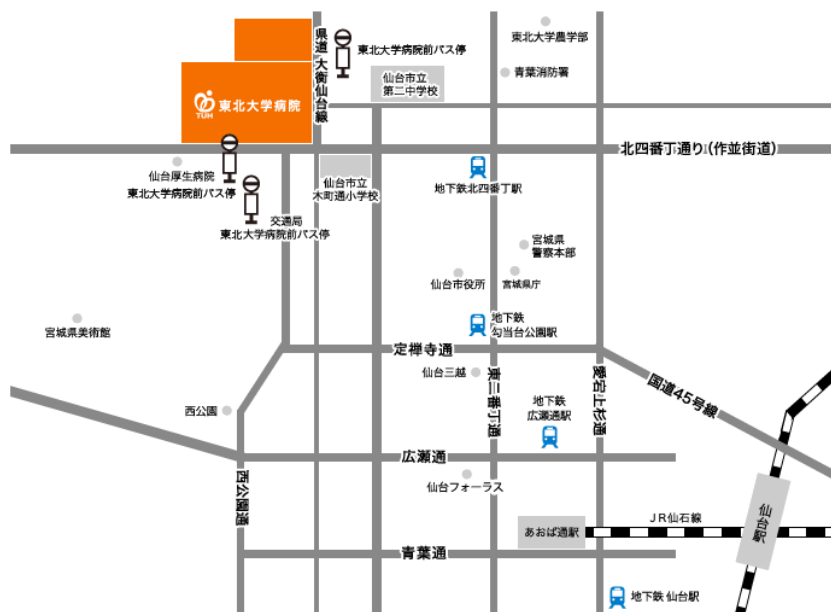 東北大学農学部
県道 大衡仙台線
東北大学病院前バス停
青葉消防署
仙台市立
第二中学校
TUH
東北大学病院
北四番丁通り(作並街道)
仙台厚生病院
東北大学病院前バス停
仙台市立
木町通小学校
地下鉄北四番丁駅
交通局
東北大学病院前バス停
宮城県
警察本部
仙台市役所
宮城県庁
宮城県美術館
地下鉄
勾当台公園駅
定禅寺通
仙台三越
東二番丁通
愛宕上杉通
国道45号線
地下鉄
広瀬通駅
西公園
広瀬通
西公園通
仙台フォーラス
JR仙石線
あおば通駅
仙台駅
青葉通
地下鉄 仙台駅